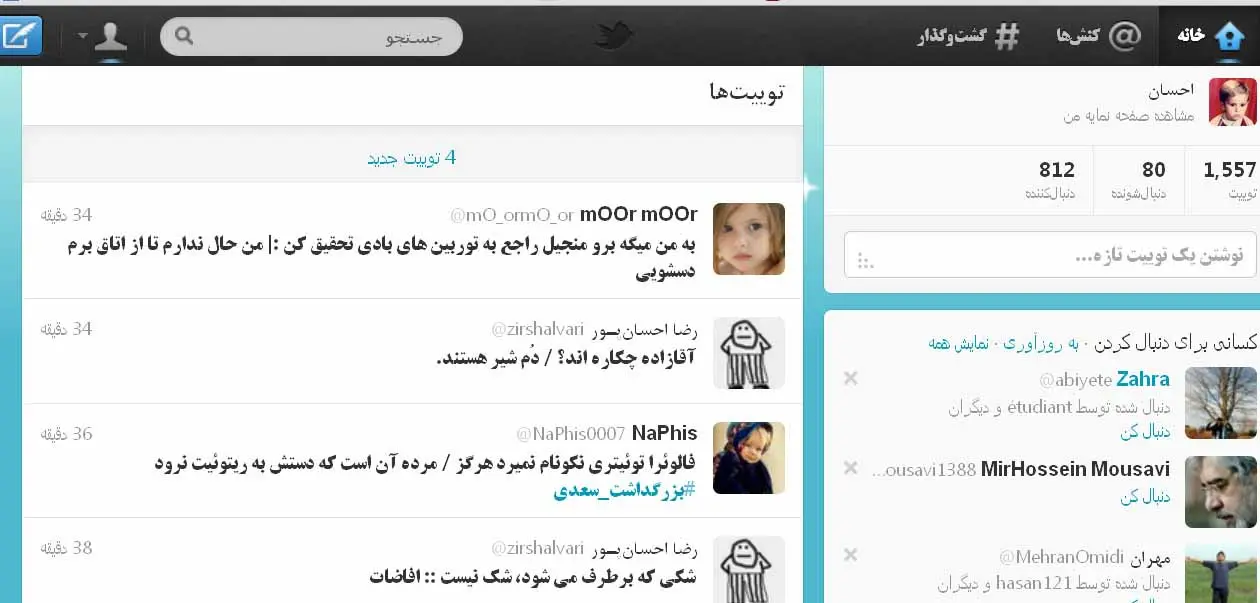 خانه
@ کنش‌ها
# گشت‌وگذار
جستجو
احسان
مشاهده صفحه نمایه من
1,557 توییت
80 دنبال‌شونده
812 دنبال‌کننده
نوشتن یک توییت تازه...
کسانی برای دنبال کردن · به روزآوری · نمایش همه
Zahra @abiyete
دنبال شده توسط étudiant و دیگران
دنبال کن
MirHossein Mousavi ousavi1388...
دنبال کن
مهران @MehranOmidi
دنبال شده توسط hasan121 و دیگران
توییت‌ها
4 توییت جدید
mOOr mOOr @mO_ormO_or 34 دقیقه
به من میگه برو منجیل راجع به توربین های بادی تحقیق کن :| من حال ندارم تا از اتاق برم
دسشویی
رضا احسان‌پــور @zirshalvari 34 دقیقه
آقازاده چکاره اند؟ / دُم شیر هستند.
NaPhis @NaPhis0007 36 دقیقه
فالوئرا توئیتری نکونام نمیرد هرگز / مرده آن است که دستش به ریتوئیت نرود
#بزرگداشت_سعدی
رضا احسان‌پــور @zirshalvari 38 دقیقه
شکی که برطرف می شود، شک نیست :: افاضات